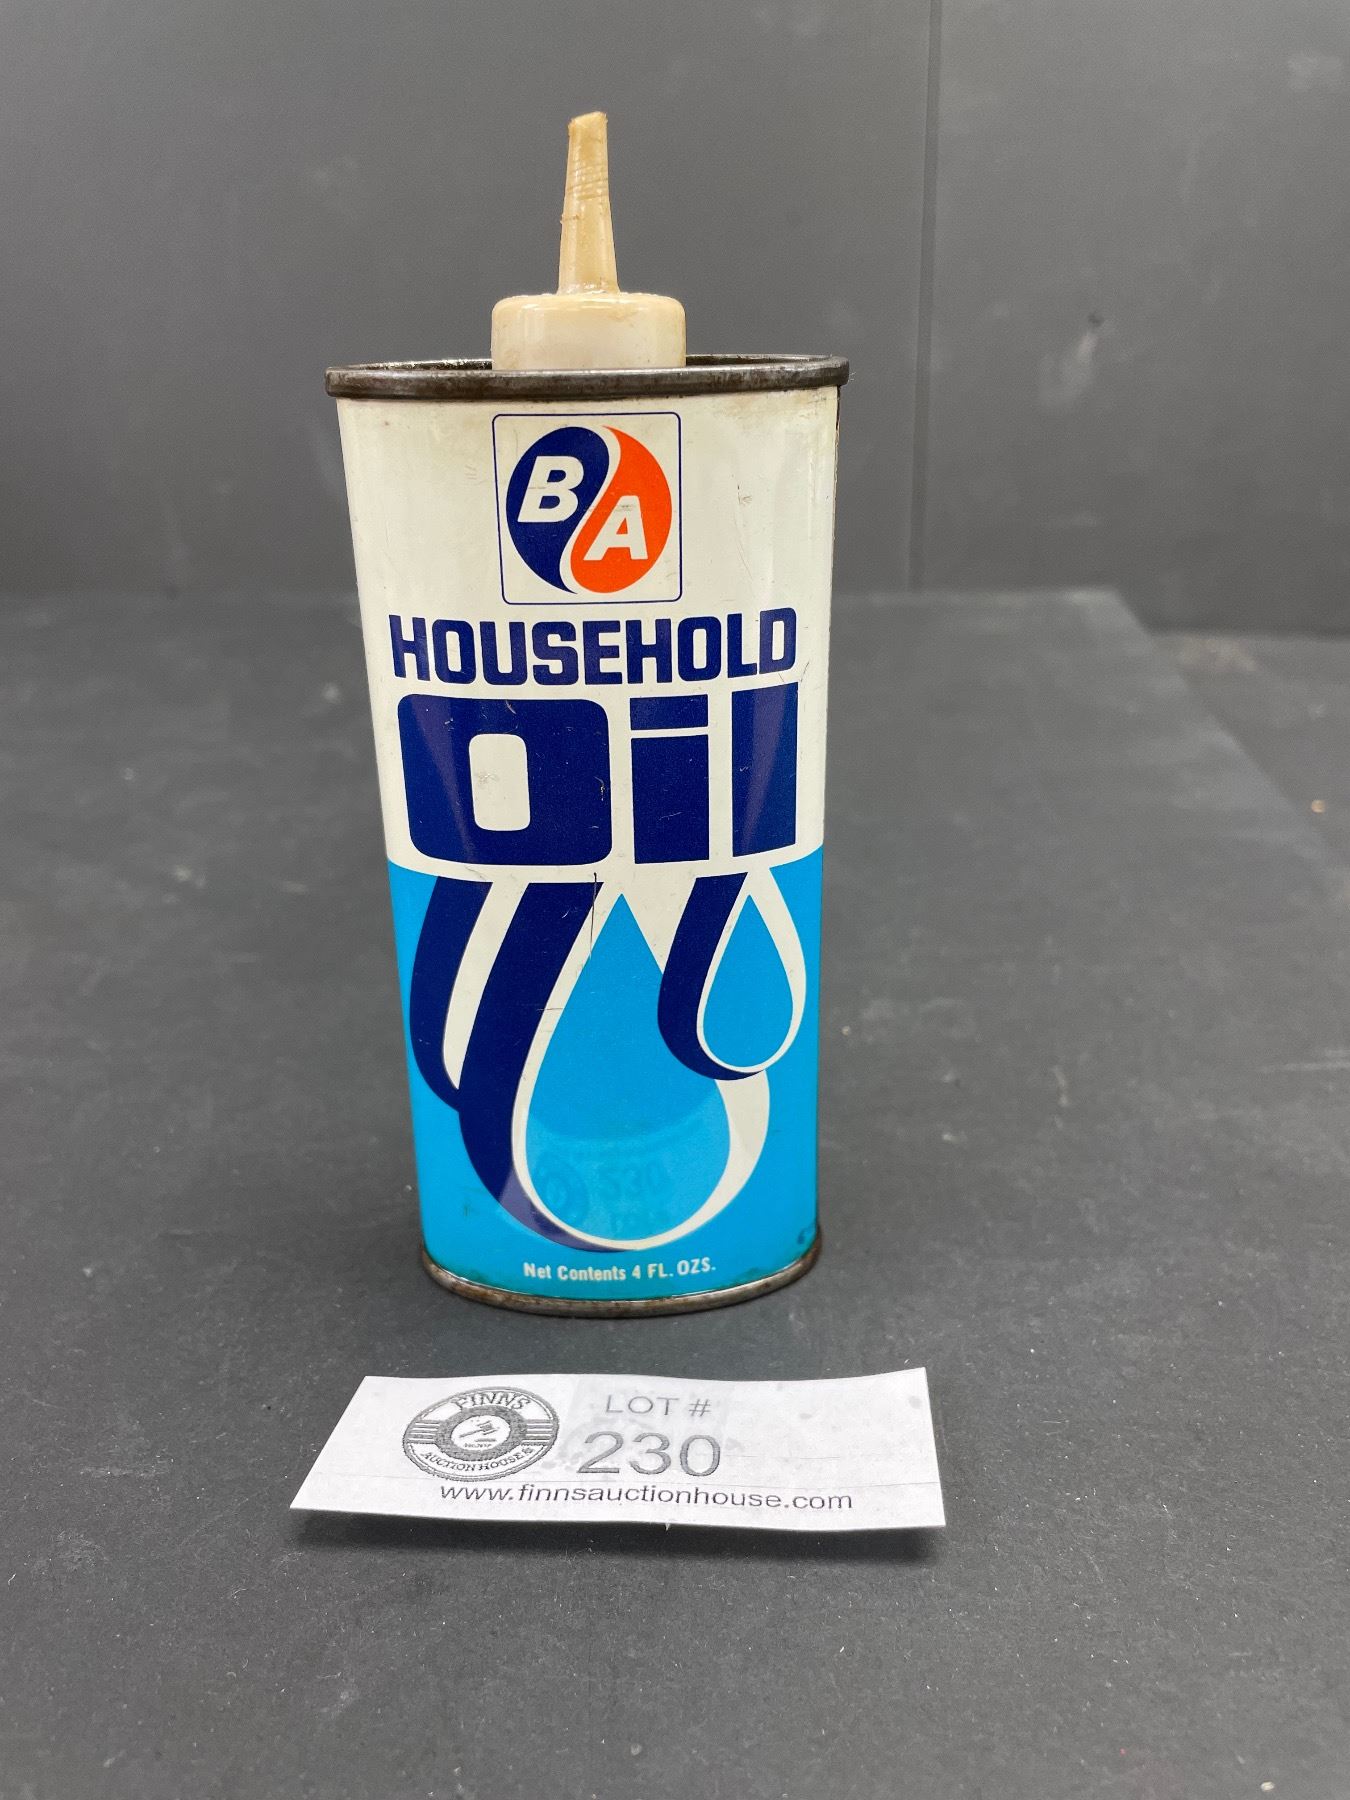 BA
HOUSEHOLD
Oil
Net Contents 4 FL. OZS.
FINNS
AUCTION HOUSE
LOT #
230
www.finnsauctionhouse.com